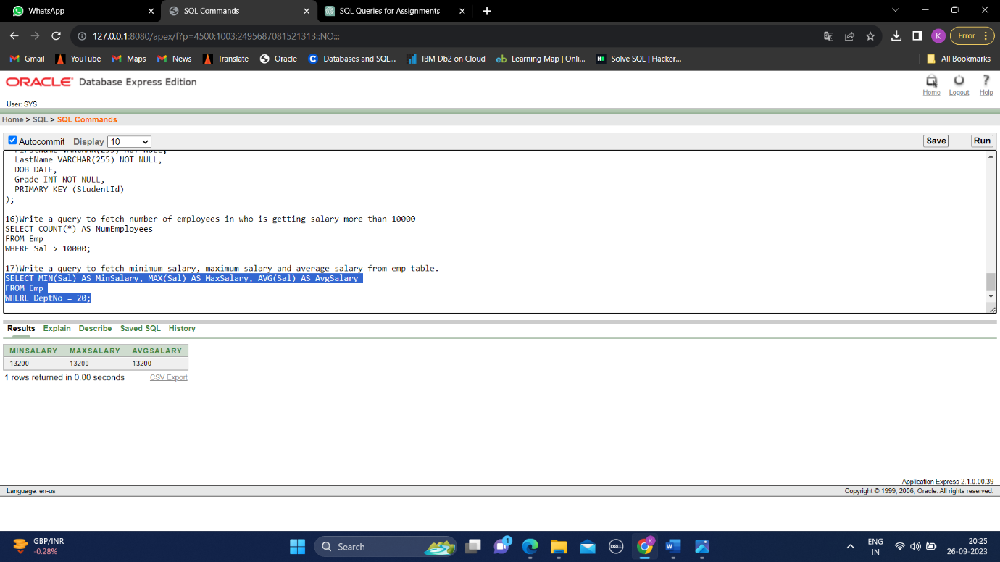 WhatsApp
SQL Commands
SQL Queries for Assignments
127.0.0.1:8080/apex/f?p=4500:1003:2495687081521313::NO:::
K
Error
Gmail
YouTube
Maps
News
Translate
Oracle
Databases and SQL...
IBM Db2 on Cloud
Learning Map | Onli...
Solve SQL | Hacker...
All Bookmarks
ORACLE Database Express Edition
Home
Logout
Help
User: SYS
Home > SQL > SQL Commands
Autocommit Display 10
Save
Run
FirstName VARCHAR(255) NOT NULL,
LastName VARCHAR(255) NOT NULL,
DOB DATE,
Grade INT NOT NULL,
PRIMARY KEY (StudentId)
);
16)Write a query to fetch number of employees in who is getting salary more than 10000
SELECT COUNT(*) AS NumEmployees
FROM Emp
WHERE Sal > 10000;
17)Write a query to fetch minimum salary, maximum salary and average salary from emp table.
SELECT MIN(Sal) AS MinSalary, MAX(Sal) AS MaxSalary, AVG(Sal) AS AvgSalary
FROM Emp
WHERE DeptNo = 20;
Results Explain Describe Saved SQL History
MINSALARY MAXSALARY AVGSALARY
13200 13200 13200
1 rows returned in 0.00 seconds CSV Export
Application Express 2.1.0.00.39
Language: en-us
Copyright © 1999, 2006, Oracle. All rights reserved.
GBP/INR
-0.28%
Search
1
DELL
K
W
ENG
IN
20:25
26-09-2023